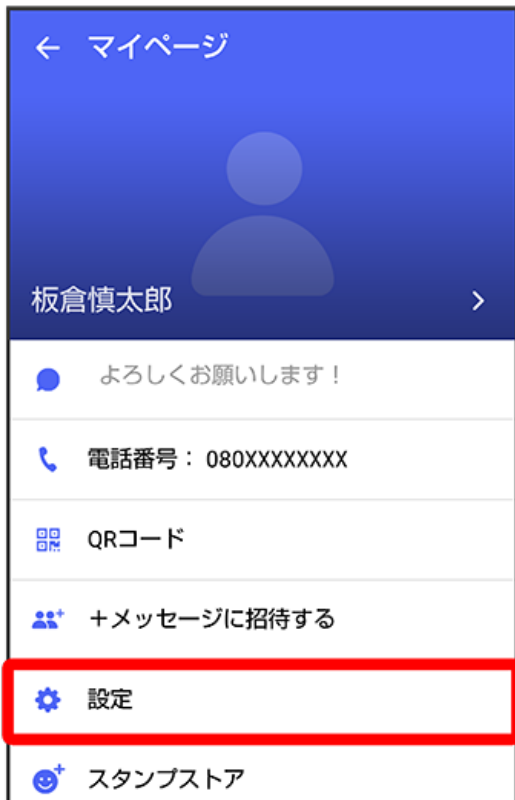 マイページ
板倉慎太郎
よろしくお願いします！
電話番号： 080XXXXXXXX
QRコード
＋メッセージに招待する
設定
スタンプストア